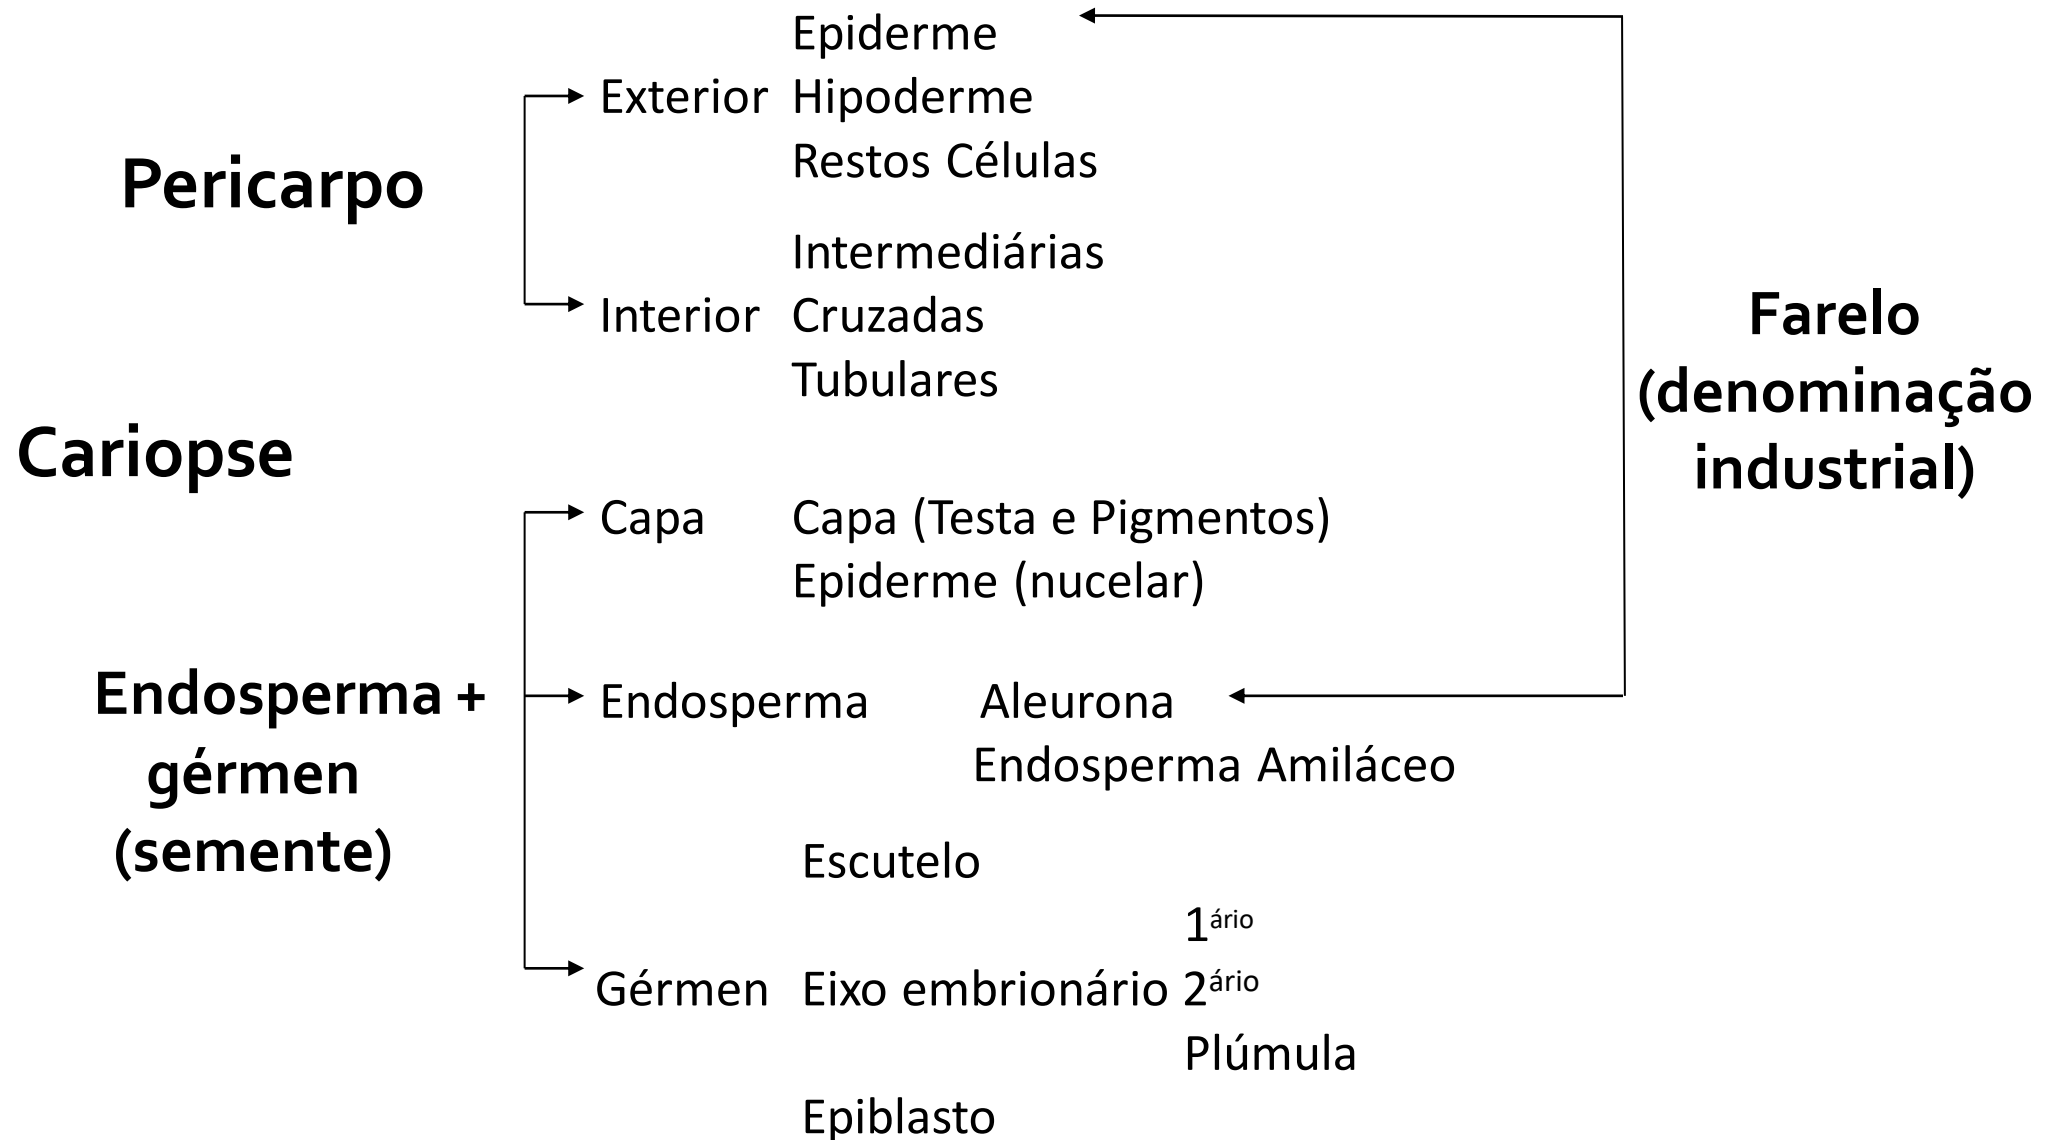 Epiderme
Exterior Hipoderme
Restos Células
Pericarpo
Intermediárias
Interior Cruzadas
Tubulares
Farelo
(denominação
industrial)
Cariopse
Capa Capa (Testa e Pigmentos)
Epiderme (nucelar)
Endosperma +
gérmen
(semente)
Endosperma Aleurona
Endosperma Amiláceo
Escutelo
1ário
Gérmen Eixo embrionário 2ário
Plúmula
Epiblasto